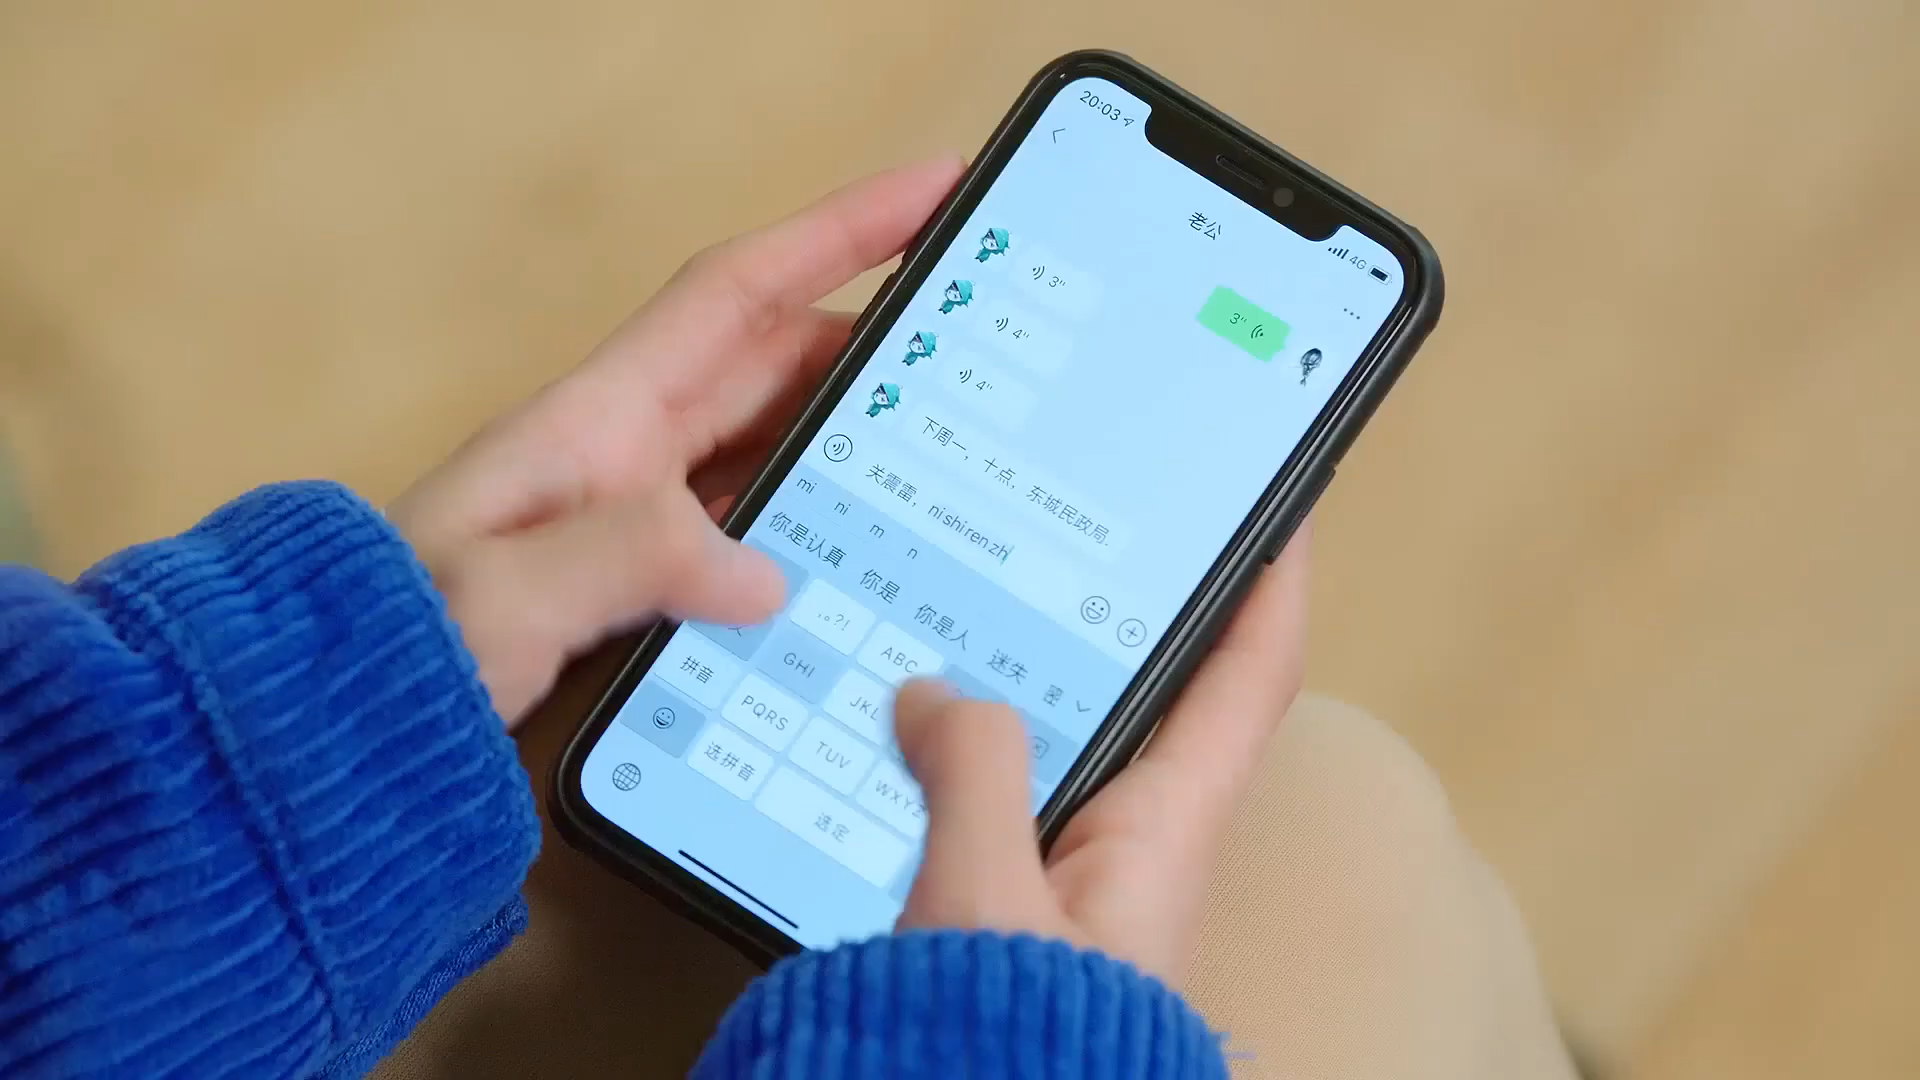 20:03
4G
老公
3"
3"
4"
4"
下周一，十点，东城民政局.
关震雷，ni shi ren zh
mi ni m n
你是认真 你是 你是人 迷失 密
.。?! ABC
GHI JKL
拼音 PQRS TUV WXYZ
选拼音 选定